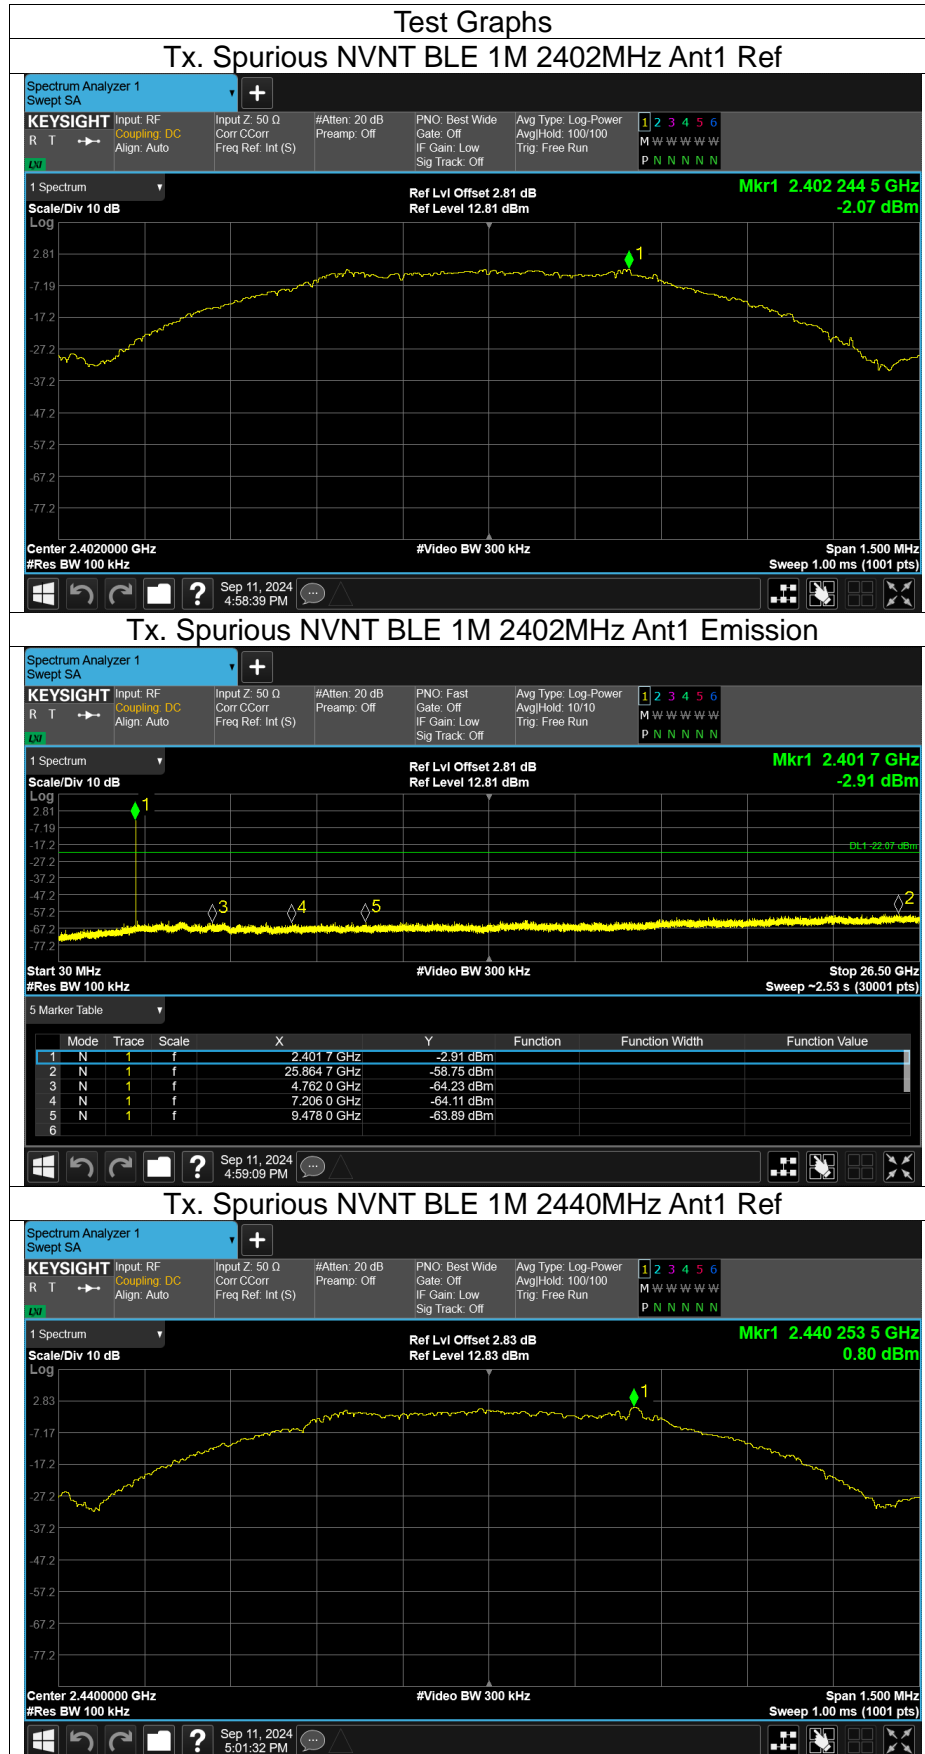 Test Graphs
Tx. Spurious NVNT BLE 1M 2402MHz Ant1 Ref
Spectrum Analyzer 1
Swept SA
KEYSIGHT Input: RF Input Z: 50 Ω #Atten: 20 dB PNO: Best Wide Avg Type: Log-Power 1 2 3 4 5 6
R T Coupling: DC Corr CCorr Preamp: Off Gate: Off Avg|Hold: 100/100 M W W W W W
Align: Auto Freq Ref: Int (S) IF Gain: Low Trig: Free Run
LXI Sig Track: Off P N N N N N
1 Spectrum Ref Lvl Offset 2.81 dB Mkr1 2.402 244 5 GHz
Scale/Div 10 dB Ref Level 12.81 dBm -2.07 dBm
Log
1
2.81
-7.19
-17.2
-27.2
-37.2
-47.2
-57.2
-67.2
-77.2
Center 2.4020000 GHz #Video BW 300 kHz Span 1.500 MHz
#Res BW 100 kHz Sweep 1.00 ms (1001 pts)
? Sep 11, 2024
4:58:39 PM
Tx. Spurious NVNT BLE 1M 2402MHz Ant1 Emission
Spectrum Analyzer 1
Swept SA
KEYSIGHT Input: RF Input Z: 50 Ω #Atten: 20 dB PNO: Fast Avg Type: Log-Power 1 2 3 4 5 6
R T Coupling: DC Corr CCorr Preamp: Off Gate: Off Avg|Hold: 10/10 M W W W W W
Align: Auto Freq Ref: Int (S) IF Gain: Low Trig: Free Run
LXI Sig Track: Off P N N N N N
1 Spectrum Ref Lvl Offset 2.81 dB Mkr1 2.401 7 GHz
Scale/Div 10 dB Ref Level 12.81 dBm -2.91 dBm
Log
1
2.81
-7.19
-17.2 DL1 -22.07 dBm
-27.2
-37.2
-47.2
-57.2 3 4 5 2
-67.2
-77.2
Start 30 MHz #Video BW 300 kHz Stop 26.50 GHz
#Res BW 100 kHz Sweep ~2.53 s (30001 pts)
5 Marker Table
Mode Trace Scale X Y Function Function Width Function Value
1 N 1 f 2.401 7 GHz -2.91 dBm
2 N 1 f 25.864 7 GHz -58.75 dBm
3 N 1 f 4.762 0 GHz -64.23 dBm
4 N 1 f 7.206 0 GHz -64.11 dBm
5 N 1 f 9.478 0 GHz -63.89 dBm
6
? Sep 11, 2024
4:59:09 PM
Tx. Spurious NVNT BLE 1M 2440MHz Ant1 Ref
Spectrum Analyzer 1
Swept SA
KEYSIGHT Input: RF Input Z: 50 Ω #Atten: 20 dB PNO: Best Wide Avg Type: Log-Power 1 2 3 4 5 6
R T Coupling: DC Corr CCorr Preamp: Off Gate: Off Avg|Hold: 100/100 M W W W W W
Align: Auto Freq Ref: Int (S) IF Gain: Low Trig: Free Run
LXI Sig Track: Off P N N N N N
1 Spectrum Ref Lvl Offset 2.83 dB Mkr1 2.440 253 5 GHz
Scale/Div 10 dB Ref Level 12.83 dBm 0.80 dBm
Log
1
2.83
-7.17
-17.2
-27.2
-37.2
-47.2
-57.2
-67.2
-77.2
Center 2.4400000 GHz #Video BW 300 kHz Span 1.500 MHz
#Res BW 100 kHz Sweep 1.00 ms (1001 pts)
? Sep 11, 2024
5:01:32 PM